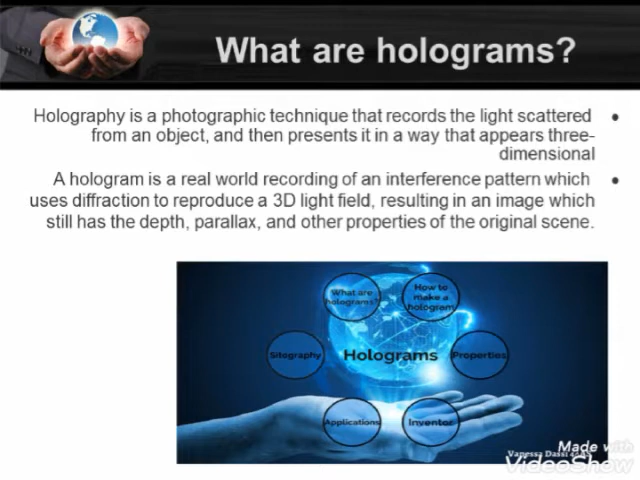 What are holograms?
Holography is a photographic technique that records the light scattered
from an object, and then presents it in a way that appears three-
dimensional
A hologram is a real world recording of an interference pattern which
uses diffraction to reproduce a 3D light field, resulting in an image which
still has the depth, parallax, and other properties of the original scene.
What are
holograms?
How to
make a
hologram
Sitography
Holograms
Properties
Applications
Inventor
Vanessa Dassi
Made with
VideoShow